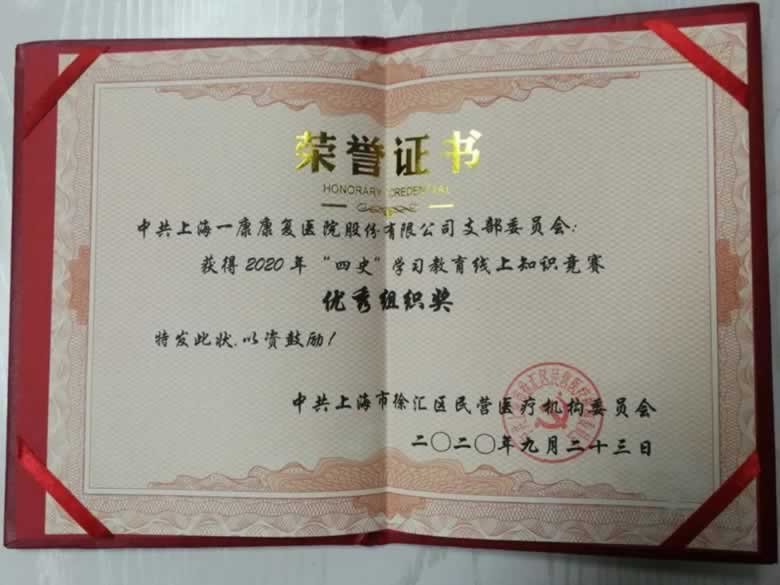 荣誉证书
HONORARY CREDENTIAL
中共上海一康康复医院股份有限公司支部委员会:
获得2020年“四史”学习教育线上知识竞赛
优秀组织奖
特发此状,以资鼓励!
中共上海市徐汇区民营医疗机构委员会
二〇二〇年九月二十三日